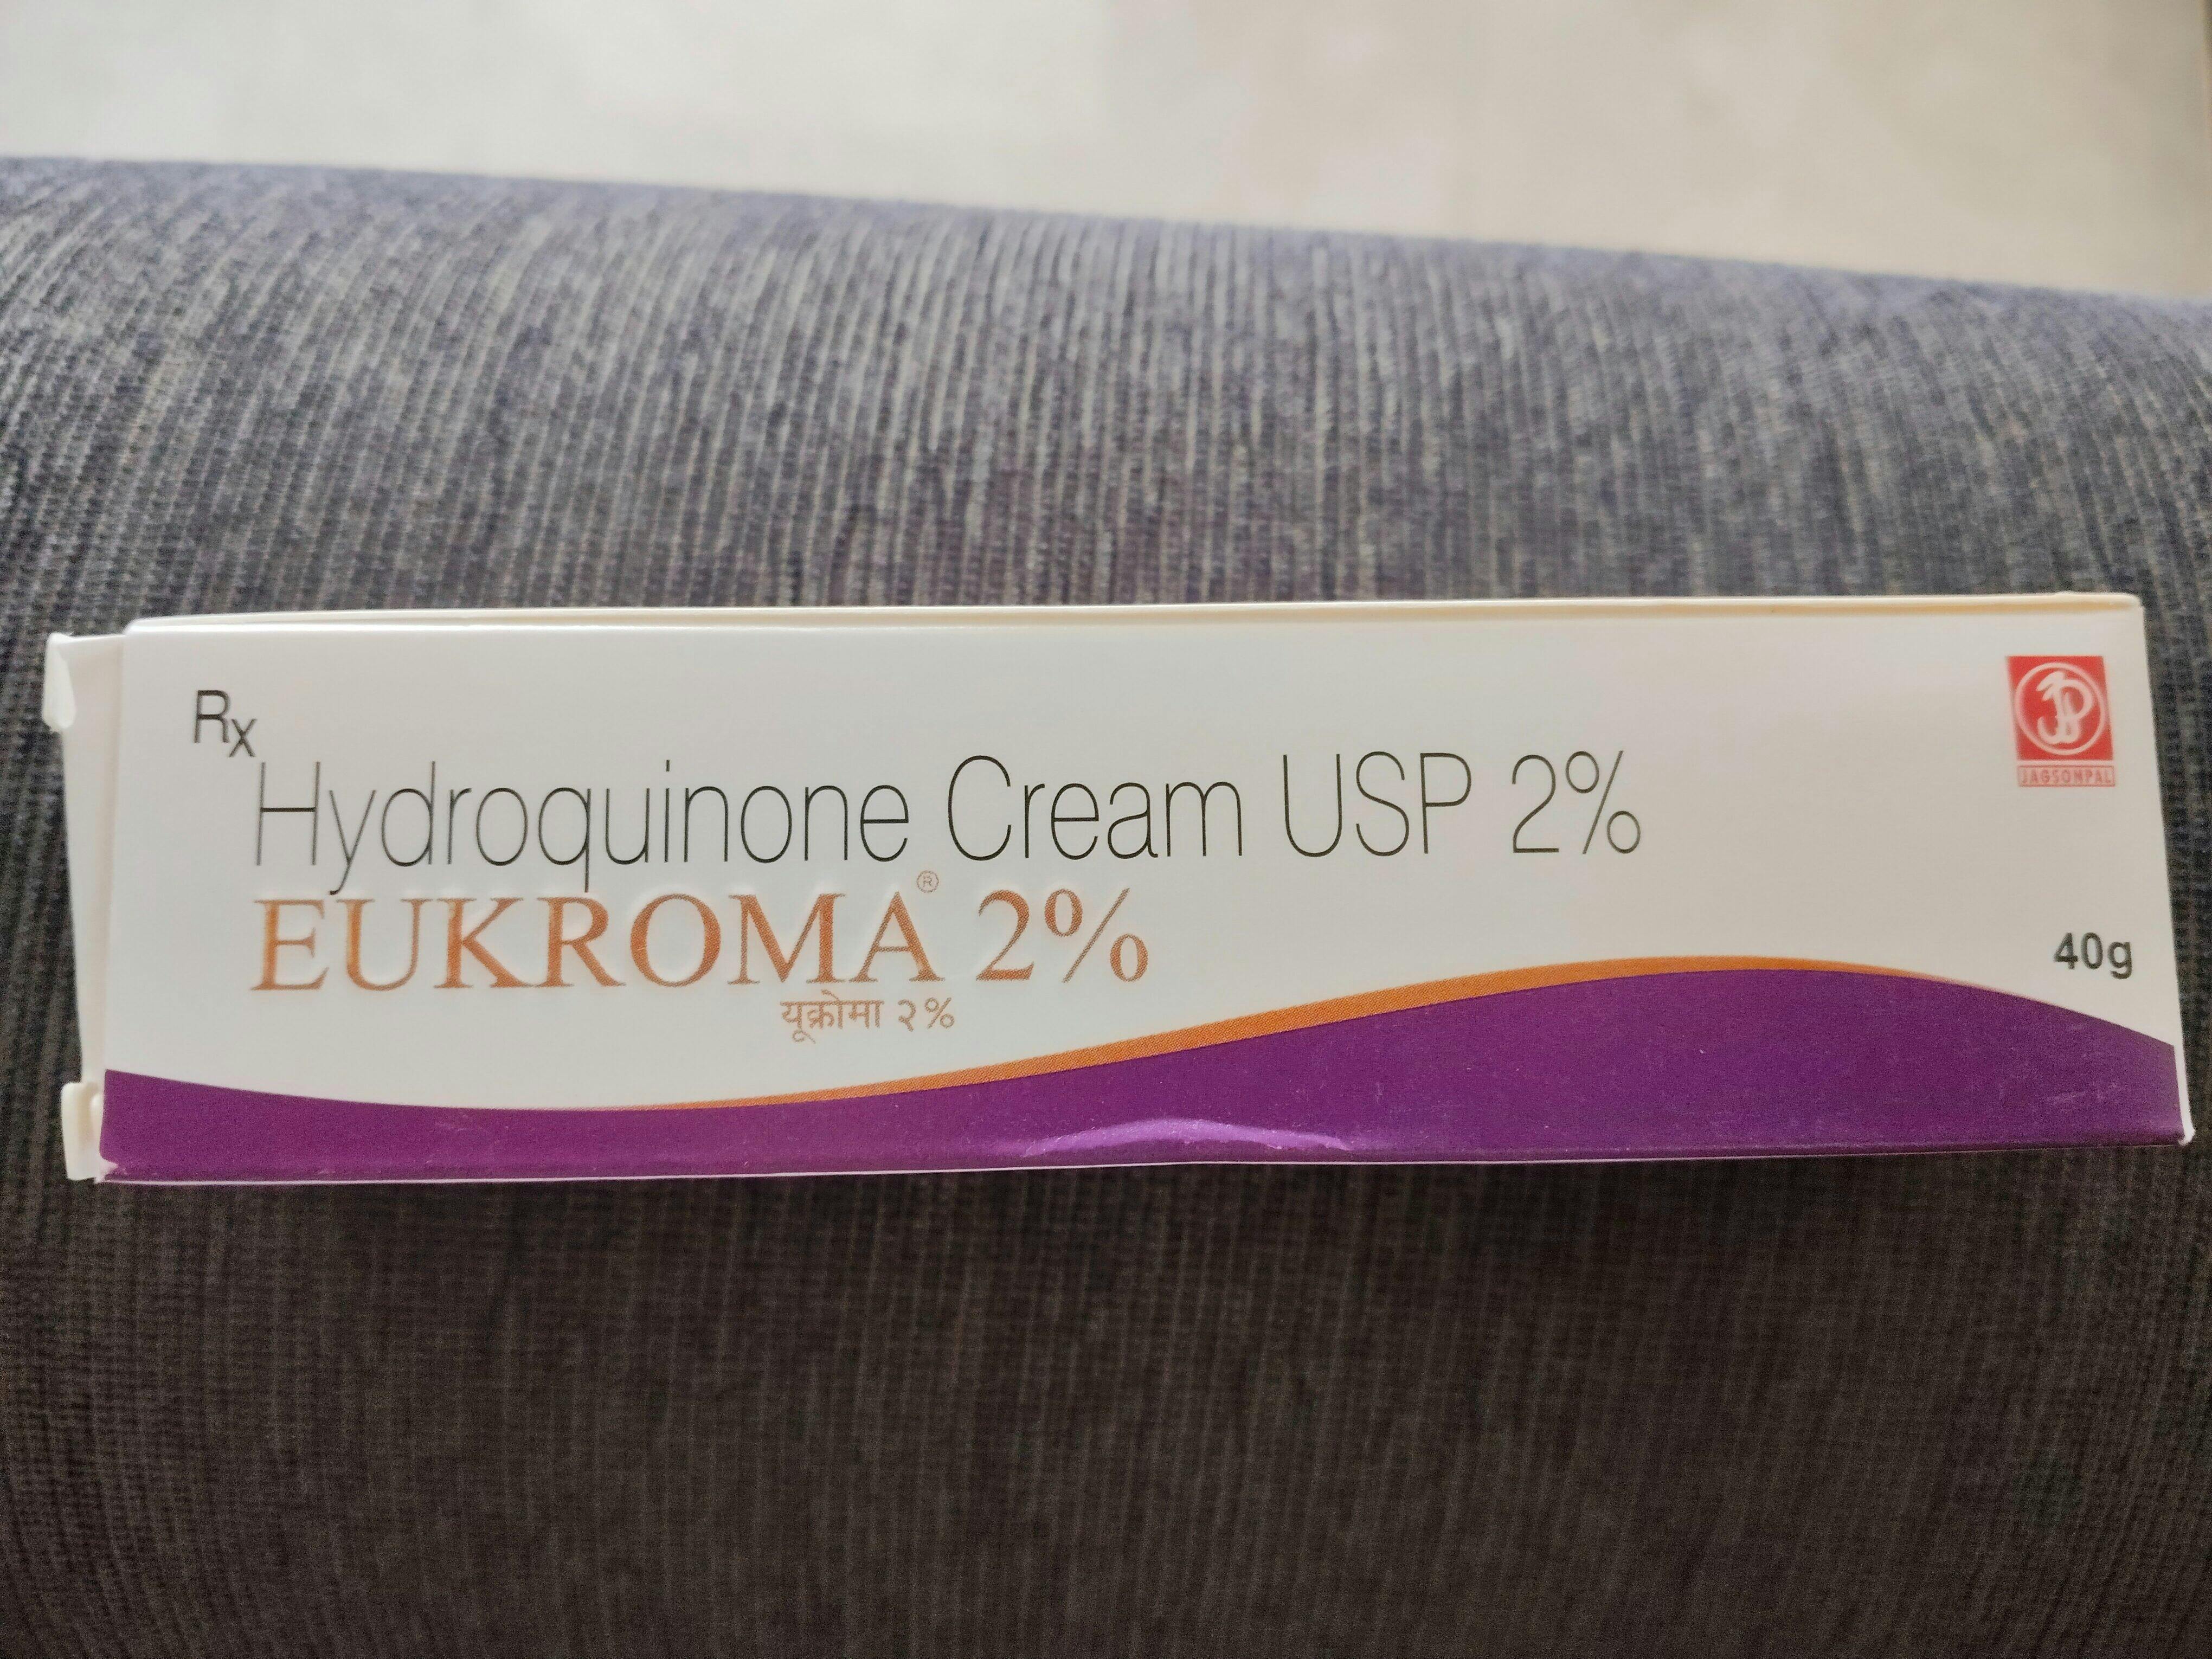 Rx
Hydroquinone Cream USP 2%
EUKROMA® 2%
यूक्रोमा २%
JAGSONPAL
40g